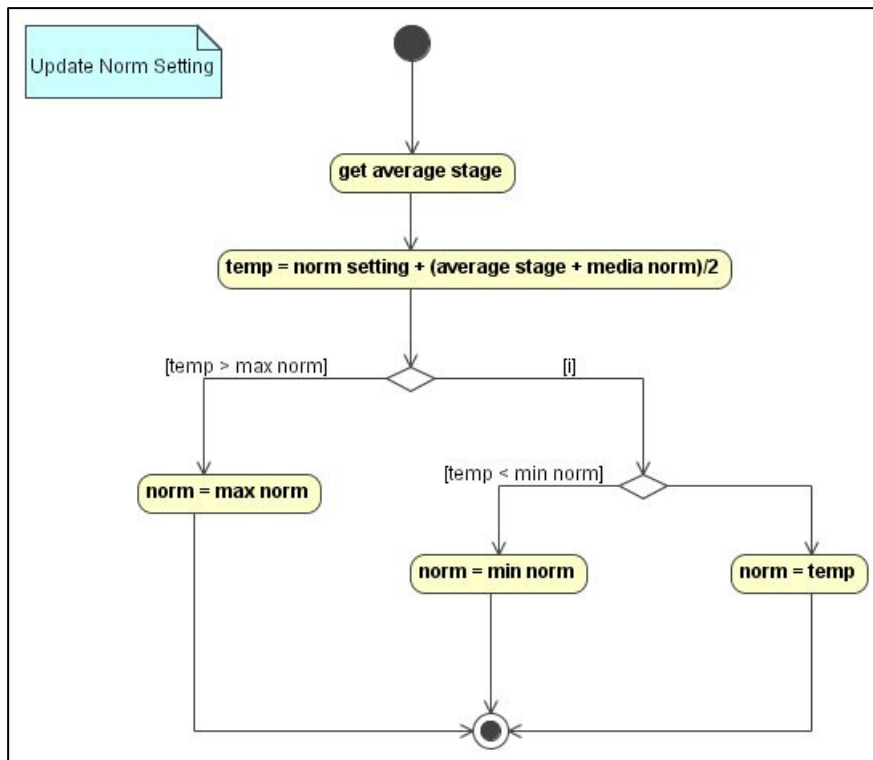 Update Norm Setting
get average stage
temp = norm setting + (average stage + media norm)/2
[temp > max norm]
[i]
[temp < min norm]
norm = max norm
norm = min norm
norm = temp